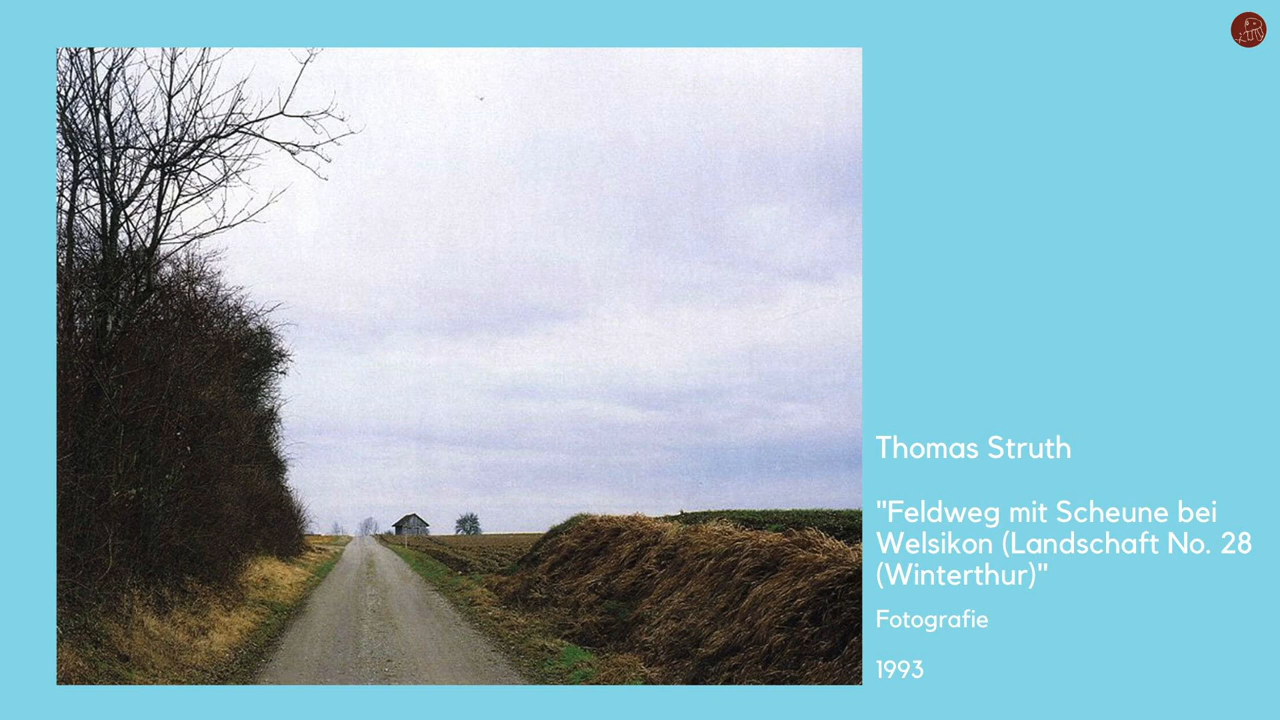 Thomas Struth
"Feldweg mit Scheune bei
Welsikon (Landschaft No. 28
(Winterthur)"
Fotografie
1993